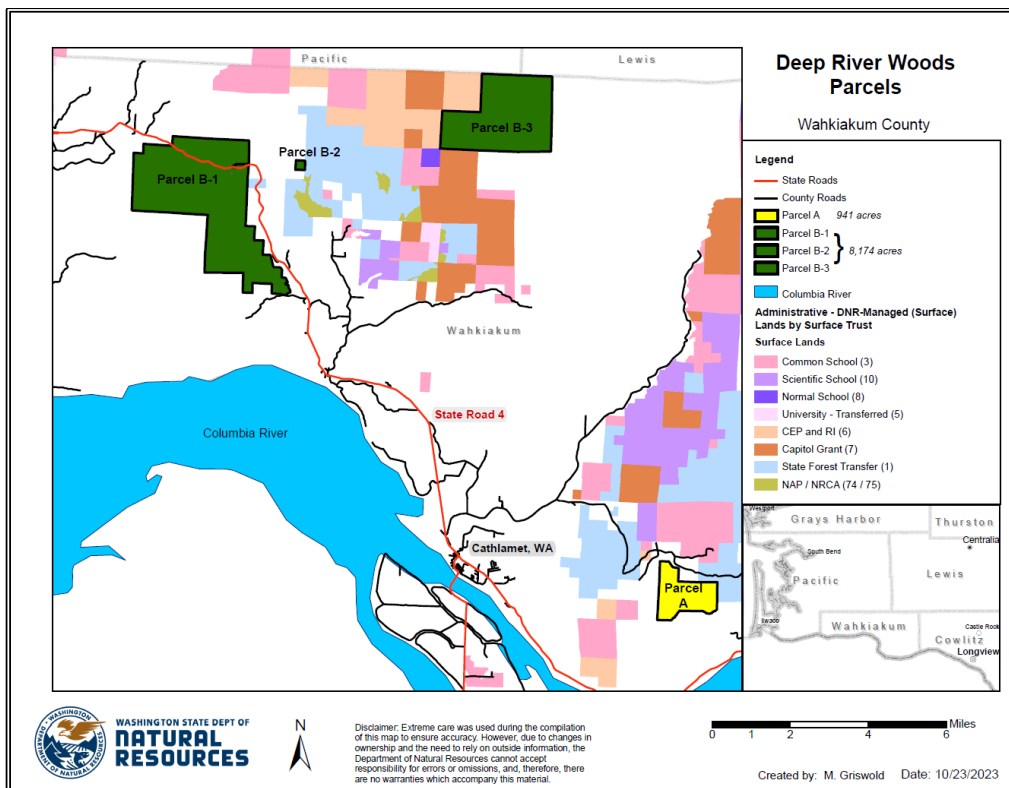 Pacific
Lewis
Parcel B-3
Parcel B-2
Parcel B-1
Wahkiakum
State Road 4
Columbia River
Cathlamet, WA
Parcel
A
Deep River Woods
Parcels
Wahkiakum County
Legend
State Roads
County Roads
Parcel A 941 acres
Parcel B-1
Parcel B-2 } 8,174 acres
Parcel B-3
Columbia River
Administrative - DNR-Managed (Surface)
Lands by Surface Trust
Surface Lands
Common School (3)
Scientific School (10)
Normal School (8)
University - Transferred (5)
CEP and RI (6)
Capitol Grant (7)
State Forest Transfer (1)
NAP / NRCA (74 / 75)
Westport
Grays Harbor
Thurston
Centralia
South Bend
Pacific
Lewis
Ilwaco
Wahkiakum
Castle Rock
Cowlitz
Longview
WASHINGTON STATE DEPT OF
NATURAL
RESOURCES
WASHINGTON
DEPARTMENT OF NATURAL RESOURCES
N
Disclaimer: Extreme care was used during the compilation
of this map to ensure accuracy. However, due to changes in
ownership and the need to rely on outside information, the
Department of Natural Resources cannot accept
responsibility for errors or omissions, and, therefore, there
are no warranties which accompany this material.
Miles
0 1 2 4 6
Created by: M. Griswold Date: 10/23/2023